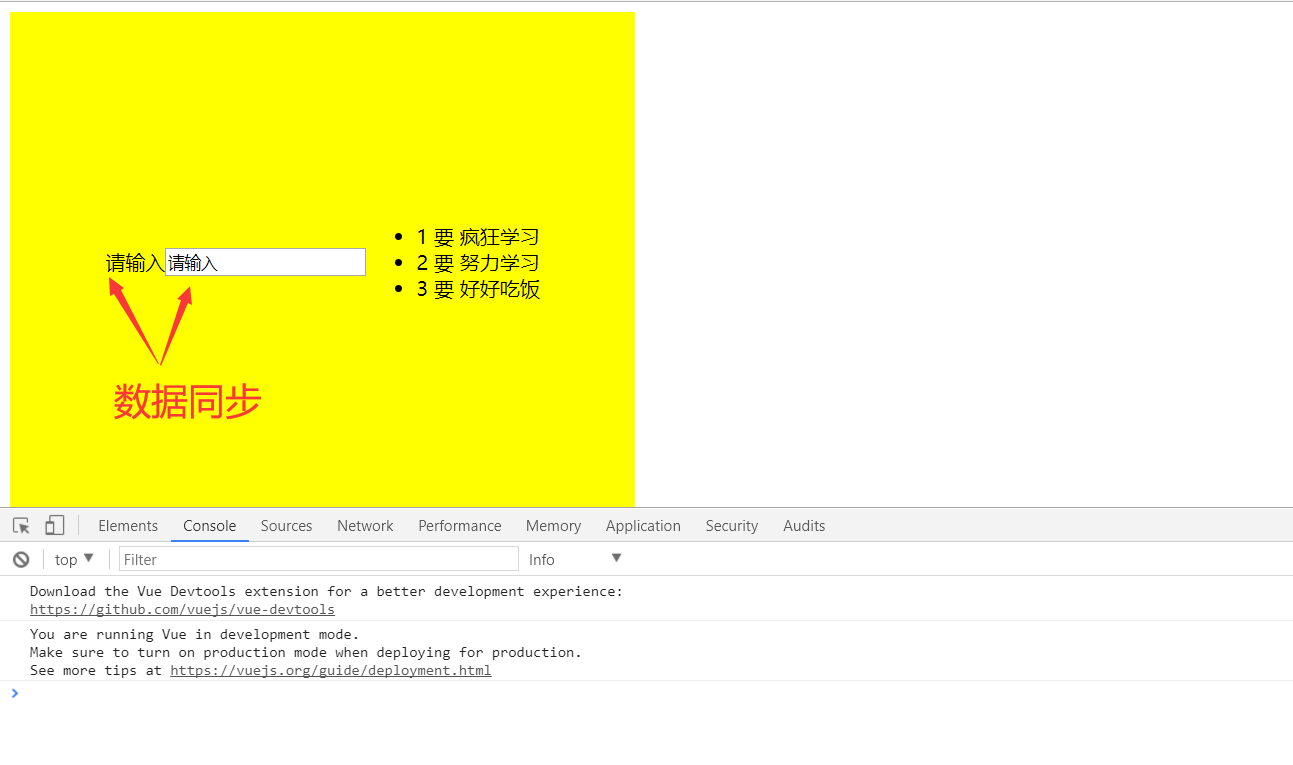 1 要 疯狂学习
请输入 请输入
2 要 努力学习
3 要 好好吃饭
数据同步
Elements Console Sources Network Performance Memory Application Security Audits
top ▼ Filter Info ▼
Download the Vue Devtools extension for a better development experience:
https://github.com/vuejs/vue-devtools
You are running Vue in development mode.
Make sure to turn on production mode when deploying for production.
See more tips at https://vuejs.org/guide/deployment.html